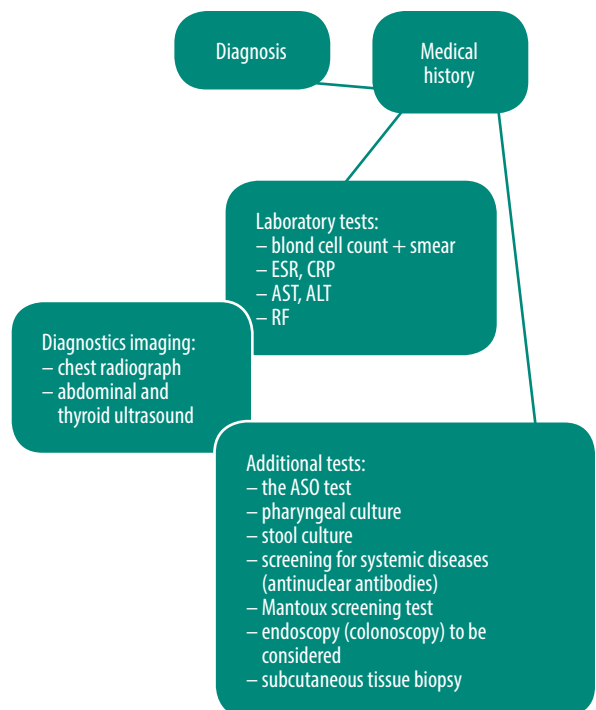 Diagnosis
Medical
history
Laboratory tests:
– blond cell count + smear
– ESR, CRP
– AST, ALT
– RF
Diagnostics imaging:
– chest radiograph
– abdominal and
thyroid ultrasound
Additional tests:
– the ASO test
– pharyngeal culture
– stool culture
– screening for systemic diseases
(antinuclear antibodies)
– Mantoux screening test
– endoscopy (colonoscopy) to be
considered
– subcutaneous tissue biopsy